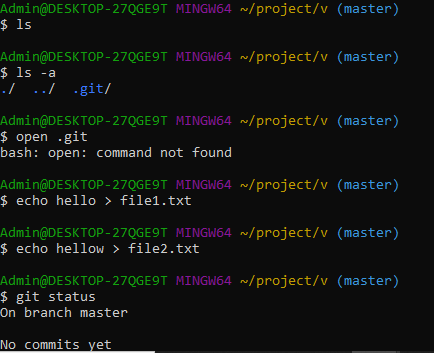 Admin@DESKTOP-27QGE9T MINGW64 ~/project/v (master)
$ ls
Admin@DESKTOP-27QGE9T MINGW64 ~/project/v (master)
$ ls -a
./  ../  .git/
Admin@DESKTOP-27QGE9T MINGW64 ~/project/v (master)
$ open .git
bash: open: command not found
Admin@DESKTOP-27QGE9T MINGW64 ~/project/v (master)
$ echo hello > file1.txt
Admin@DESKTOP-27QGE9T MINGW64 ~/project/v (master)
$ echo hellow > file2.txt
Admin@DESKTOP-27QGE9T MINGW64 ~/project/v (master)
$ git status
On branch master
No commits yet